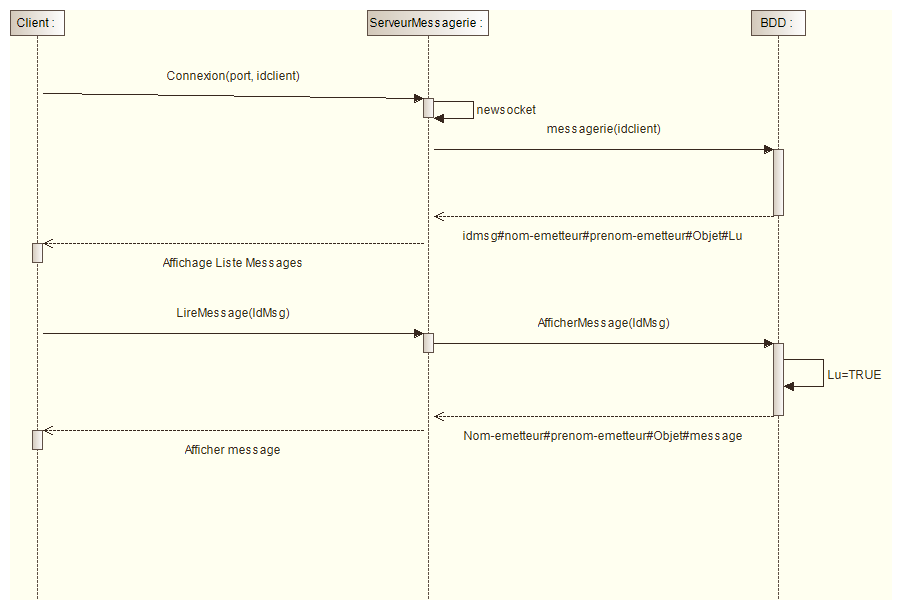 Client :
ServeurMessagerie :
BDD :
Connexion(port, idclient)
newsocket
messagerie(idclient)
idmsg#nom-emetteur#prenom-emetteur#Objet#Lu
Affichage Liste Messages
LireMessage(IdMsg)
AfficherMessage(IdMsg)
Lu=TRUE
Nom-emetteur#prenom-emetteur#Objet#message
Afficher message